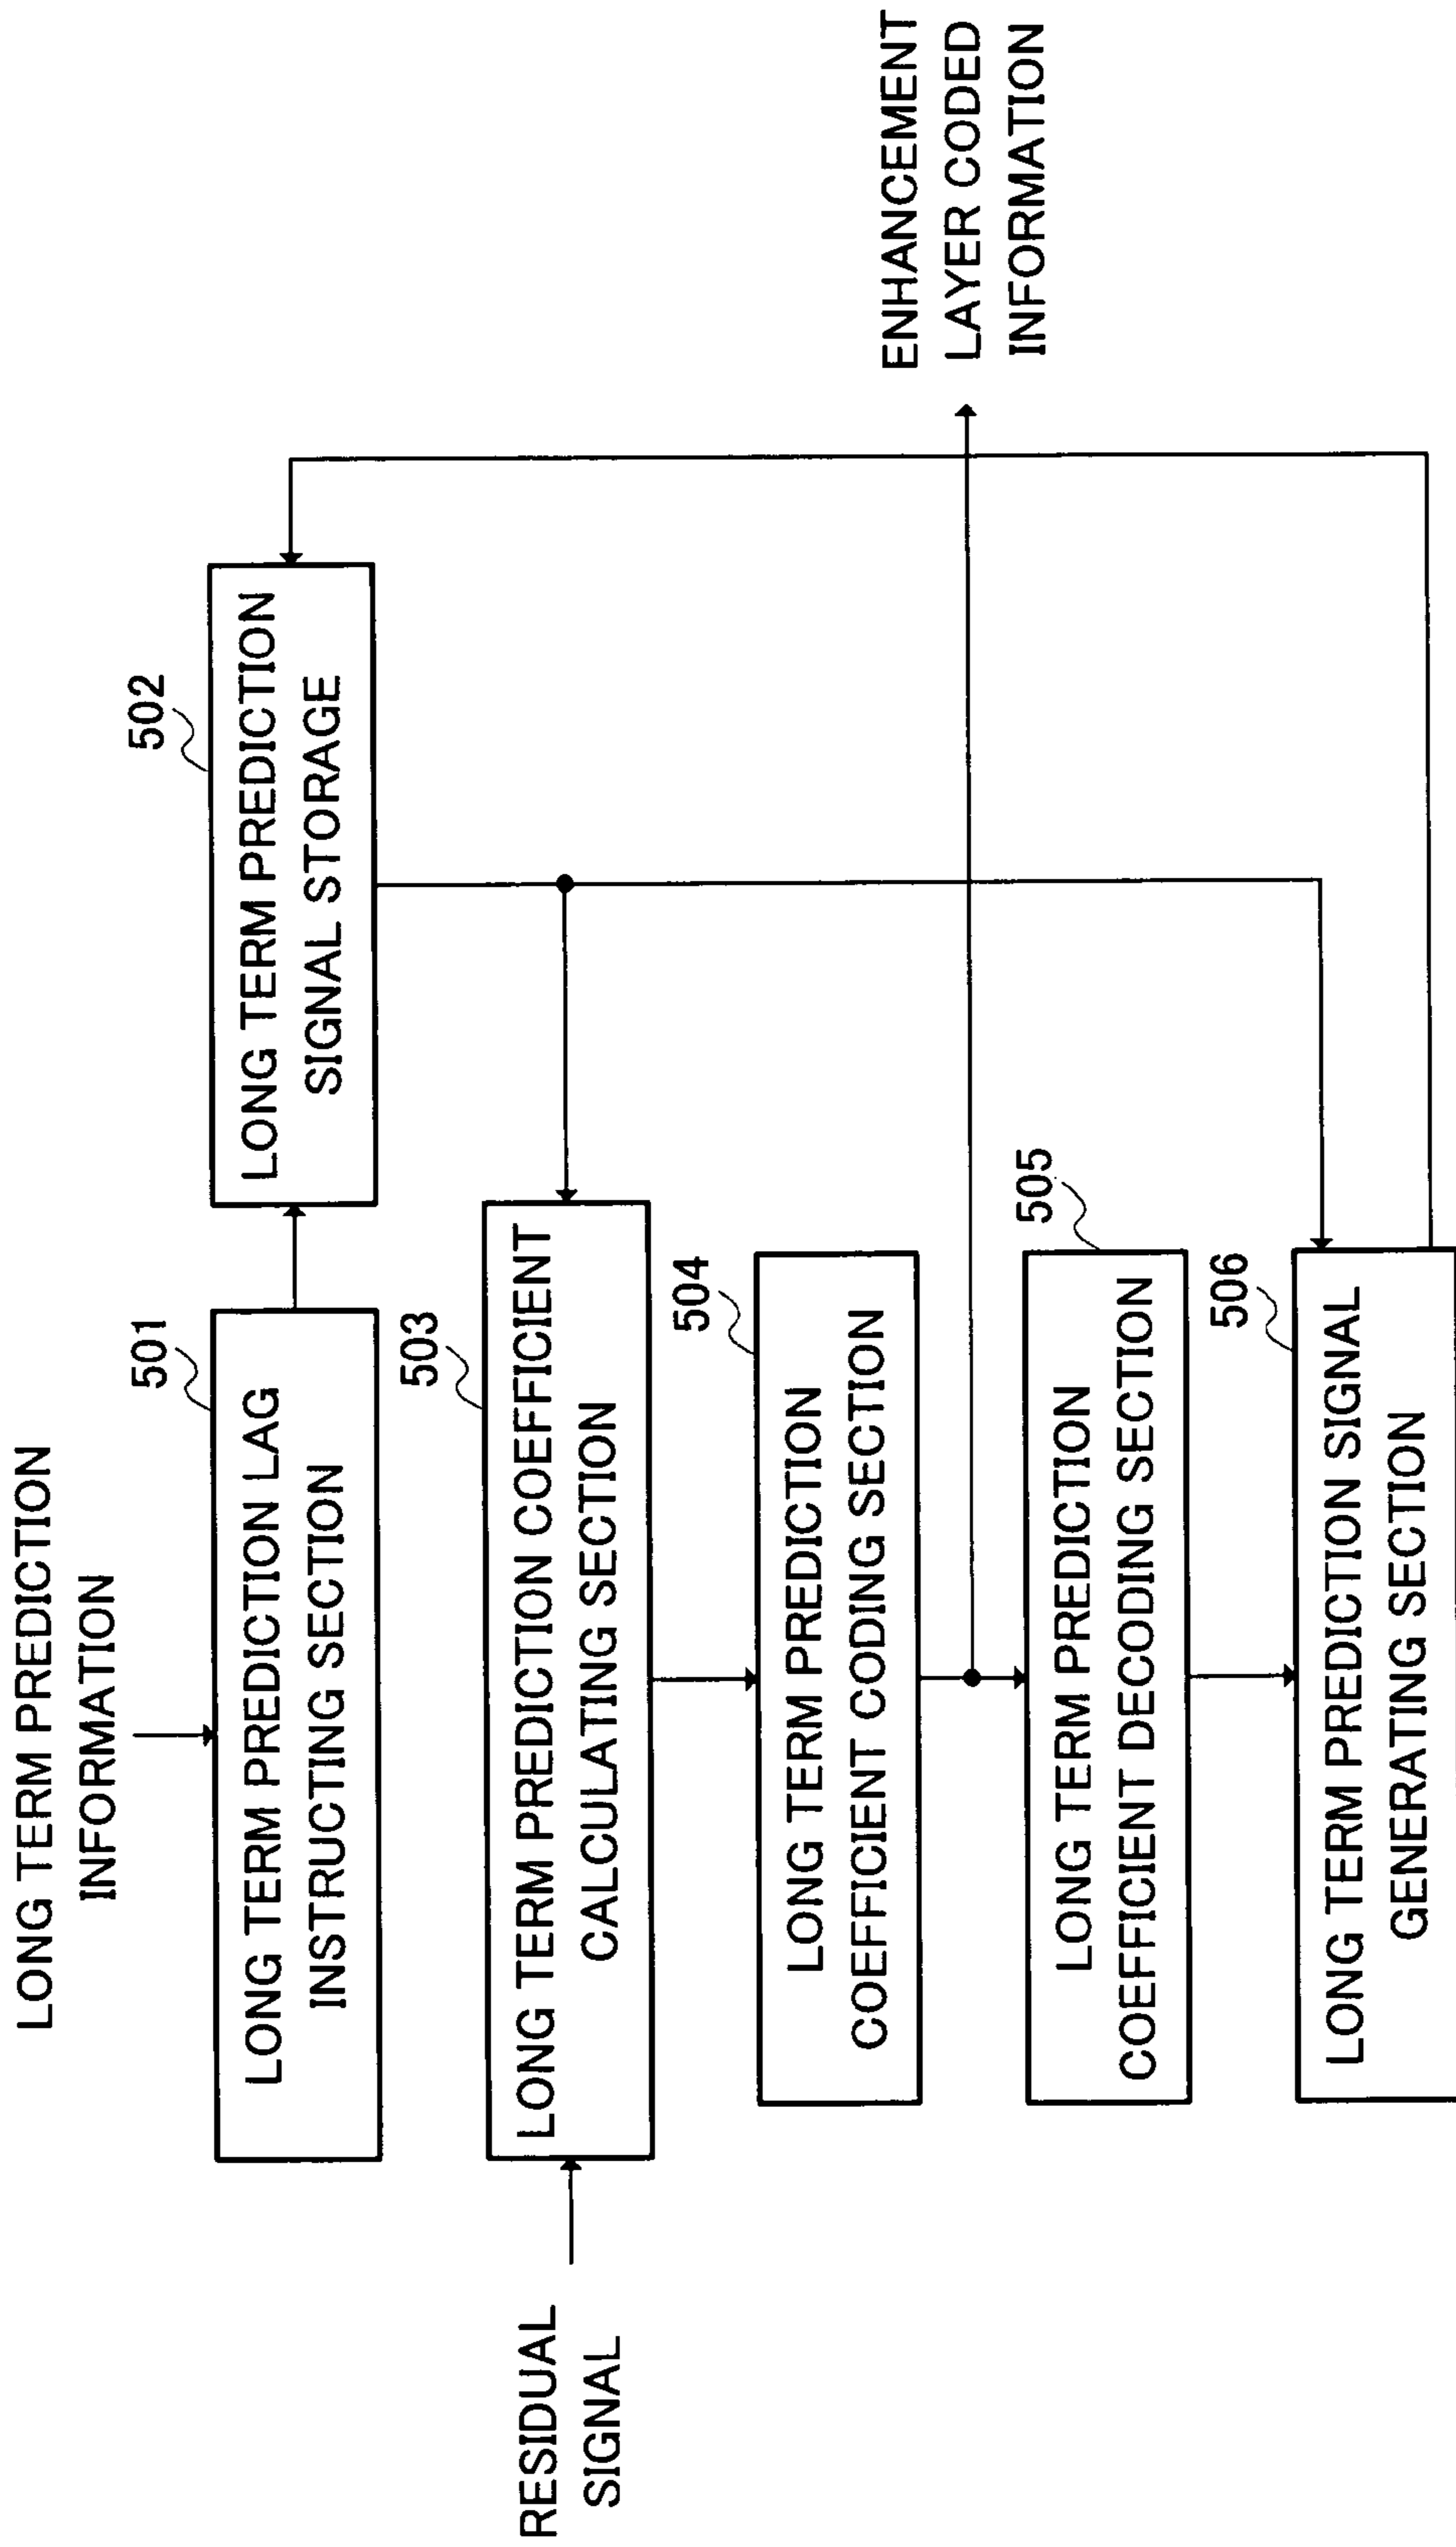 LONG TERM PREDICTION
INFORMATION
501
LONG TERM PREDICTION LAG
INSTRUCTING SECTION
502
LONG TERM PREDICTION
SIGNAL STORAGE
RESIDUAL
SIGNAL
503
LONG TERM PREDICTION COEFFICIENT
CALCULATING SECTION
504
LONG TERM PREDICTION
COEFFICIENT CODING SECTION
ENHANCEMENT
LAYER CODED
INFORMATION
505
LONG TERM PREDICTION
COEFFICIENT DECODING SECTION
506
LONG TERM PREDICTION SIGNAL
GENERATING SECTION